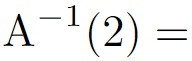 A⁻¹(2) =